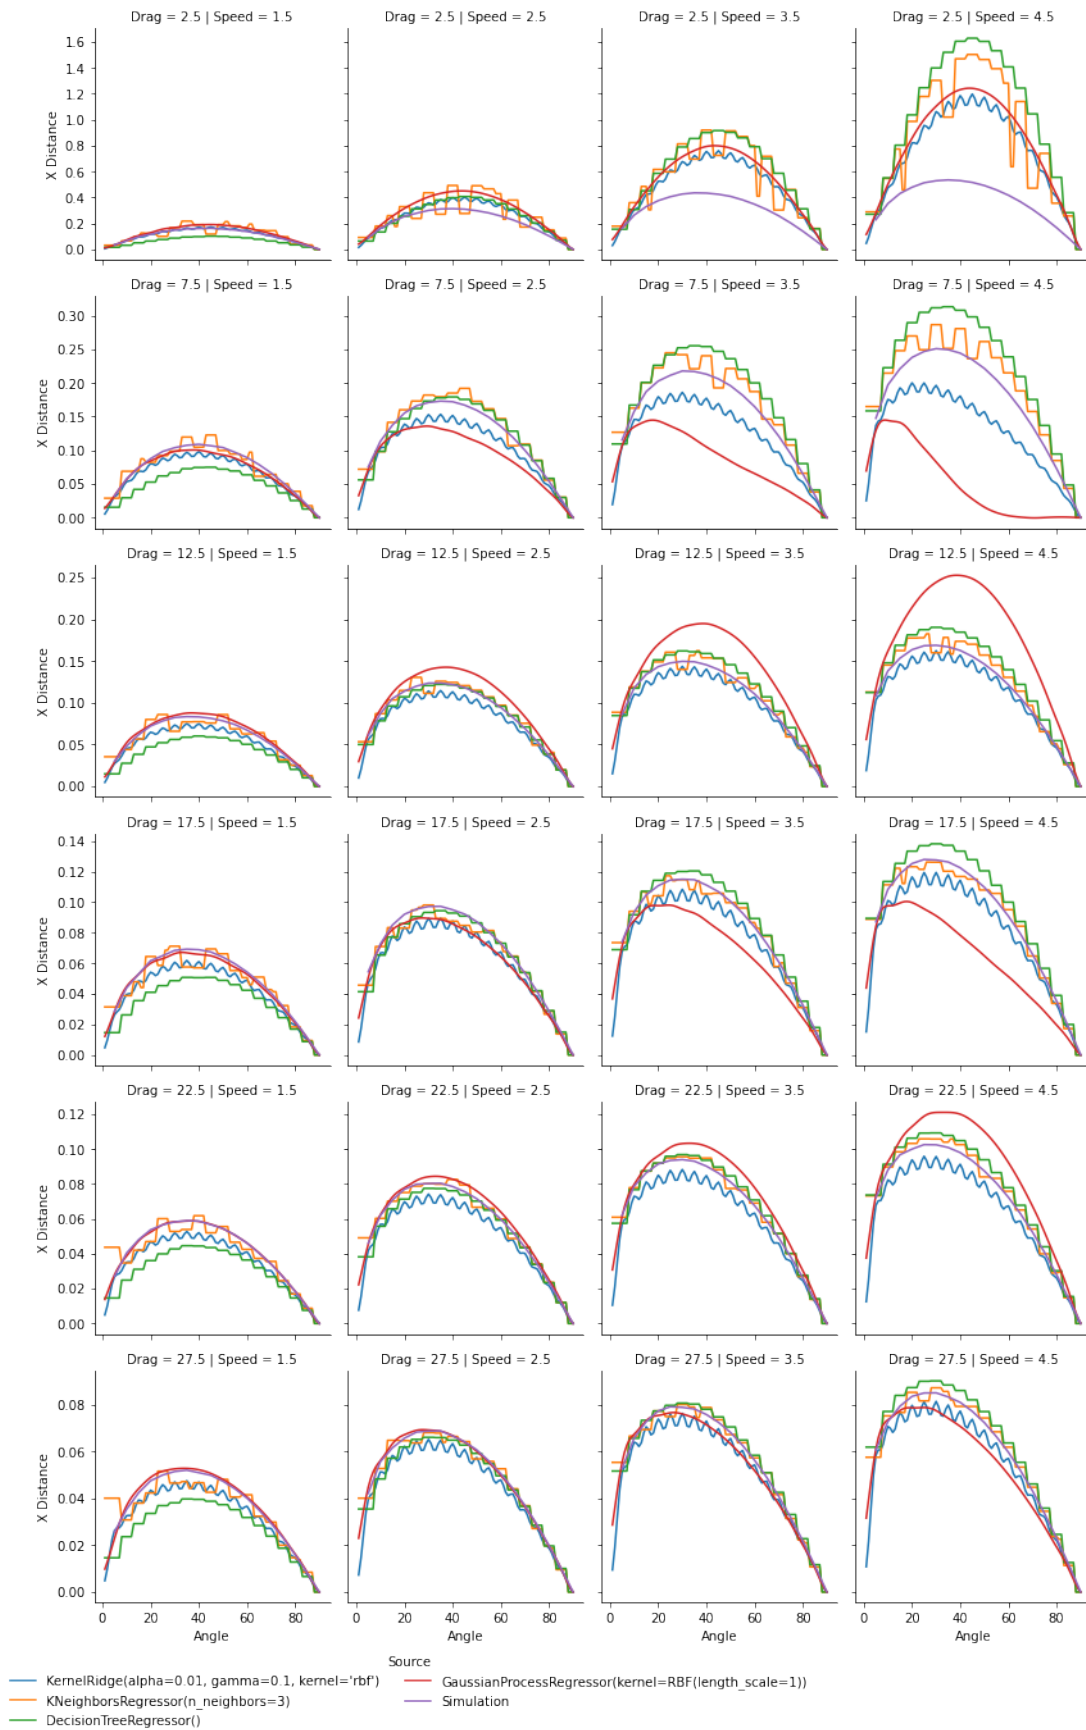 Drag = 2.5 | Speed = 1.5 Drag = 2.5 | Speed = 2.5 Drag = 2.5 | Speed = 3.5 Drag = 2.5 | Speed = 4.5
1.6
1.4
1.2
1.0
0.8
0.6
0.4
0.2
0.0
X Distance
Drag = 7.5 | Speed = 1.5 Drag = 7.5 | Speed = 2.5 Drag = 7.5 | Speed = 3.5 Drag = 7.5 | Speed = 4.5
0.30
0.25
0.20
0.15
0.10
0.05
0.00
X Distance
Drag = 12.5 | Speed = 1.5 Drag = 12.5 | Speed = 2.5 Drag = 12.5 | Speed = 3.5 Drag = 12.5 | Speed = 4.5
0.25
0.20
0.15
0.10
0.05
0.00
X Distance
Drag = 17.5 | Speed = 1.5 Drag = 17.5 | Speed = 2.5 Drag = 17.5 | Speed = 3.5 Drag = 17.5 | Speed = 4.5
0.14
0.12
0.10
0.08
0.06
0.04
0.02
0.00
X Distance
Drag = 22.5 | Speed = 1.5 Drag = 22.5 | Speed = 2.5 Drag = 22.5 | Speed = 3.5 Drag = 22.5 | Speed = 4.5
0.12
0.10
0.08
0.06
0.04
0.02
0.00
X Distance
Drag = 27.5 | Speed = 1.5 Drag = 27.5 | Speed = 2.5 Drag = 27.5 | Speed = 3.5 Drag = 27.5 | Speed = 4.5
0.08
0.06
0.04
0.02
0.00
X Distance
0 20 40 60 80 0 20 40 60 80 0 20 40 60 80 0 20 40 60 80
Angle Angle Angle Angle
Source
KernelRidge(alpha=0.01, gamma=0.1, kernel='rbf') GaussianProcessRegressor(kernel=RBF(length_scale=1))
KNeighborsRegressor(n_neighbors=3) Simulation
DecisionTreeRegressor()